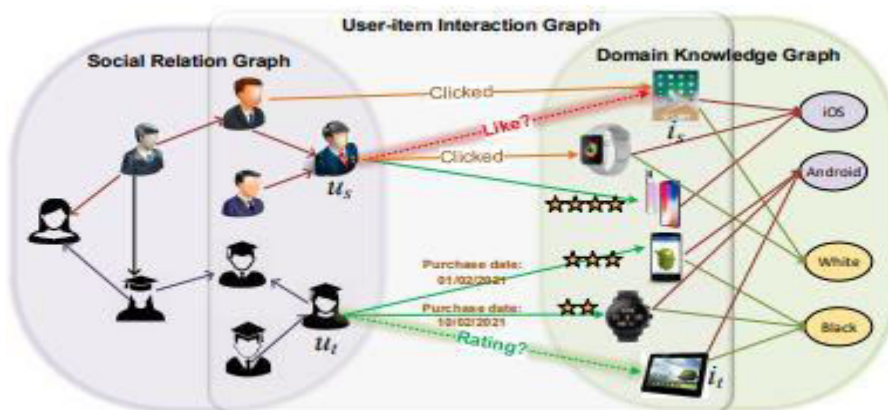 User-item Interaction Graph
Social Relation Graph
Domain Knowledge Graph
Clicked
Like?
i_s
iOS
Clicked
u_s
Android
Purchase date:
01/02/2021
White
Purchase date:
10/02/2021
Black
u_t
Rating?
i_t